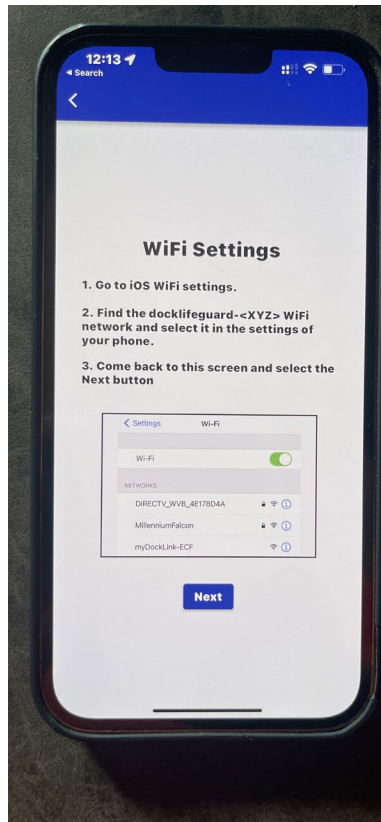 12:13
Search
WiFi Settings
1. Go to iOS WiFi settings.
2. Find the docklifeguard-<XYZ> WiFi
network and select it in the settings of
your phone.
3. Come back to this screen and select the
Next button
Settings Wi-Fi
Wi-Fi
NETWORKS
DIRECTV_WVB_4E178D4A
MillenniumFalcon
myDockLink-ECF
Next